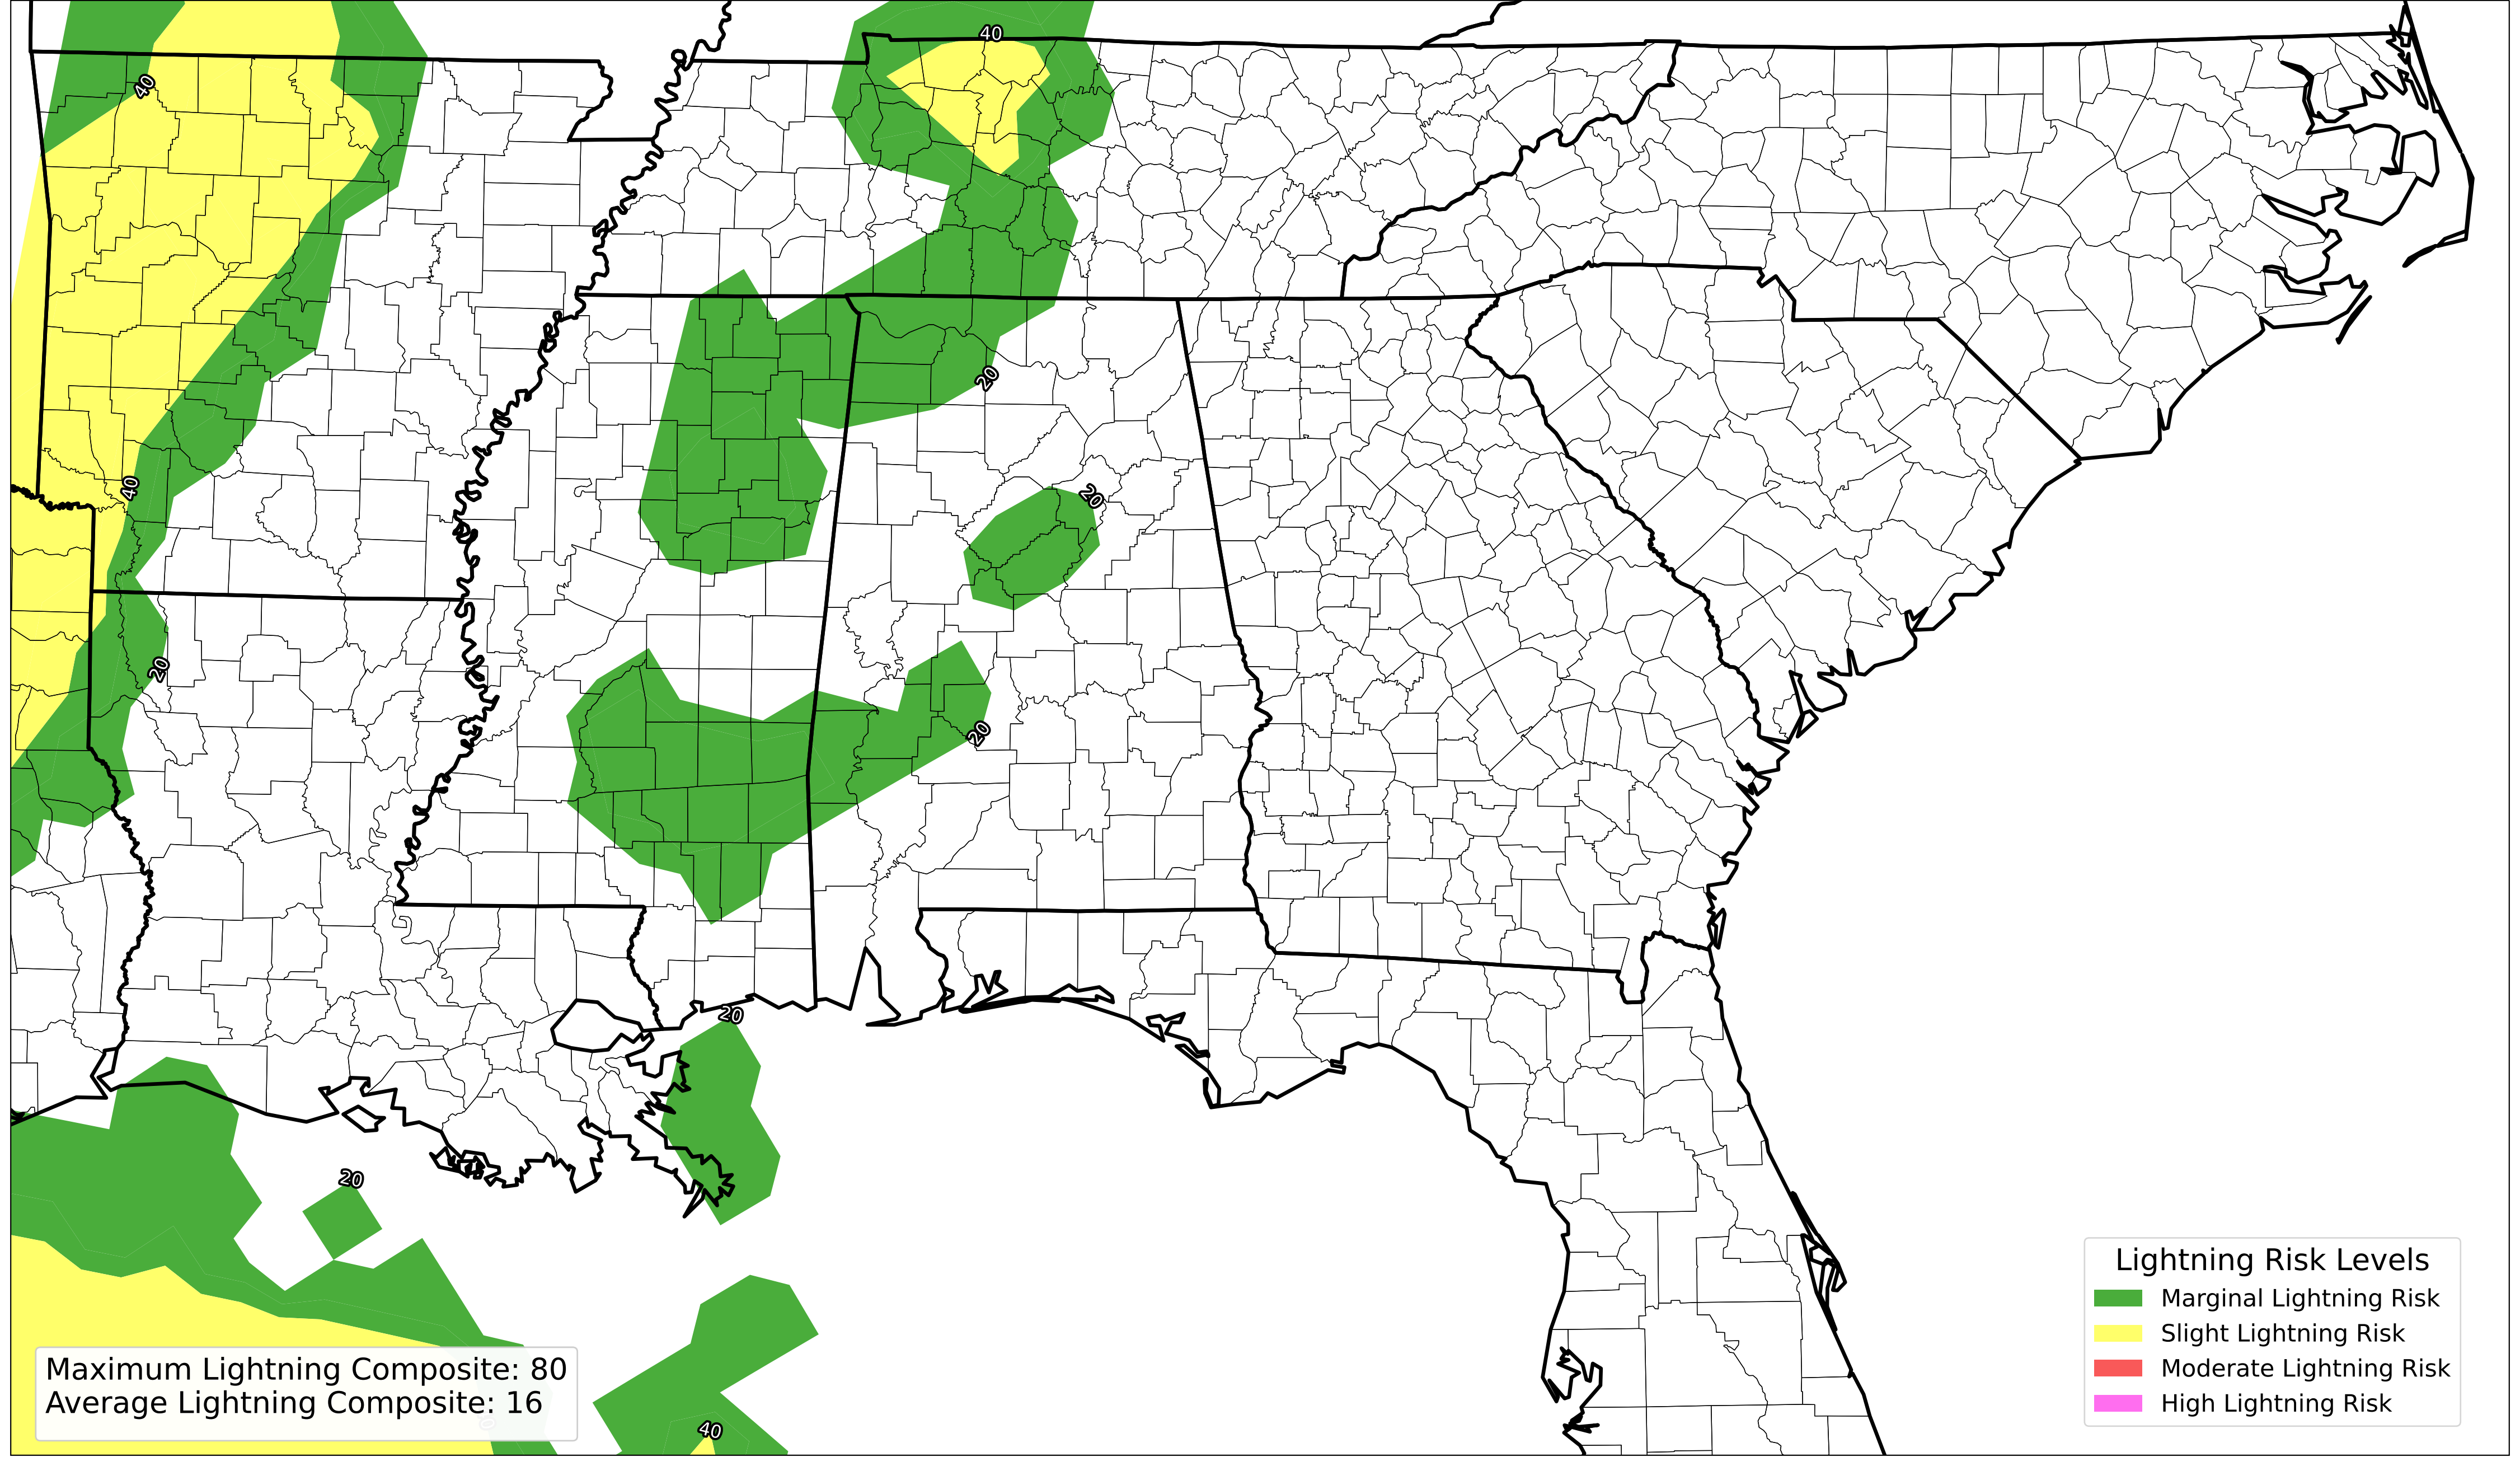 40
40
20
40
20
20
20
20
20
40
Maximum Lightning Composite: 80
Average Lightning Composite: 16
Lightning Risk Levels
Marginal Lightning Risk
Slight Lightning Risk
Moderate Lightning Risk
High Lightning Risk